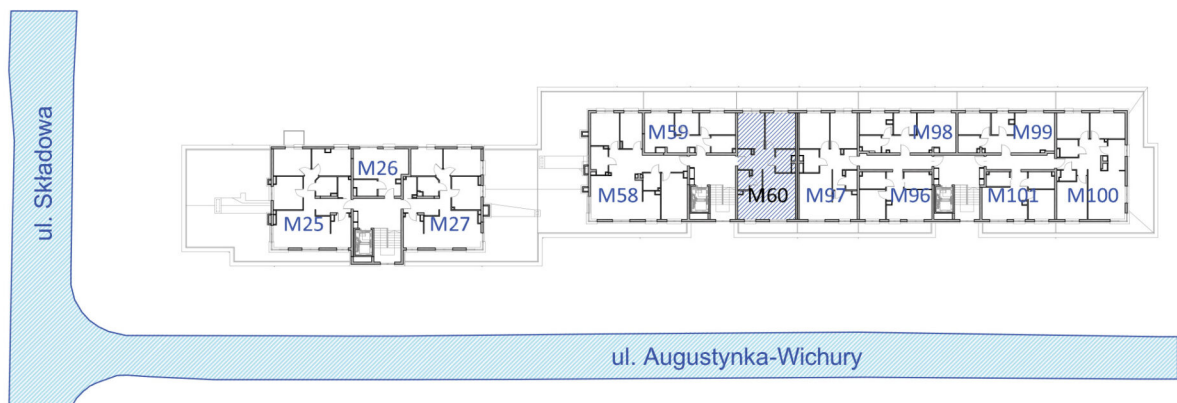 ul. Składowa
M59
M98
M99
M26
M58
M60
M97
M96
M101
M100
M25
M27
ul. Augustynka-Wichury